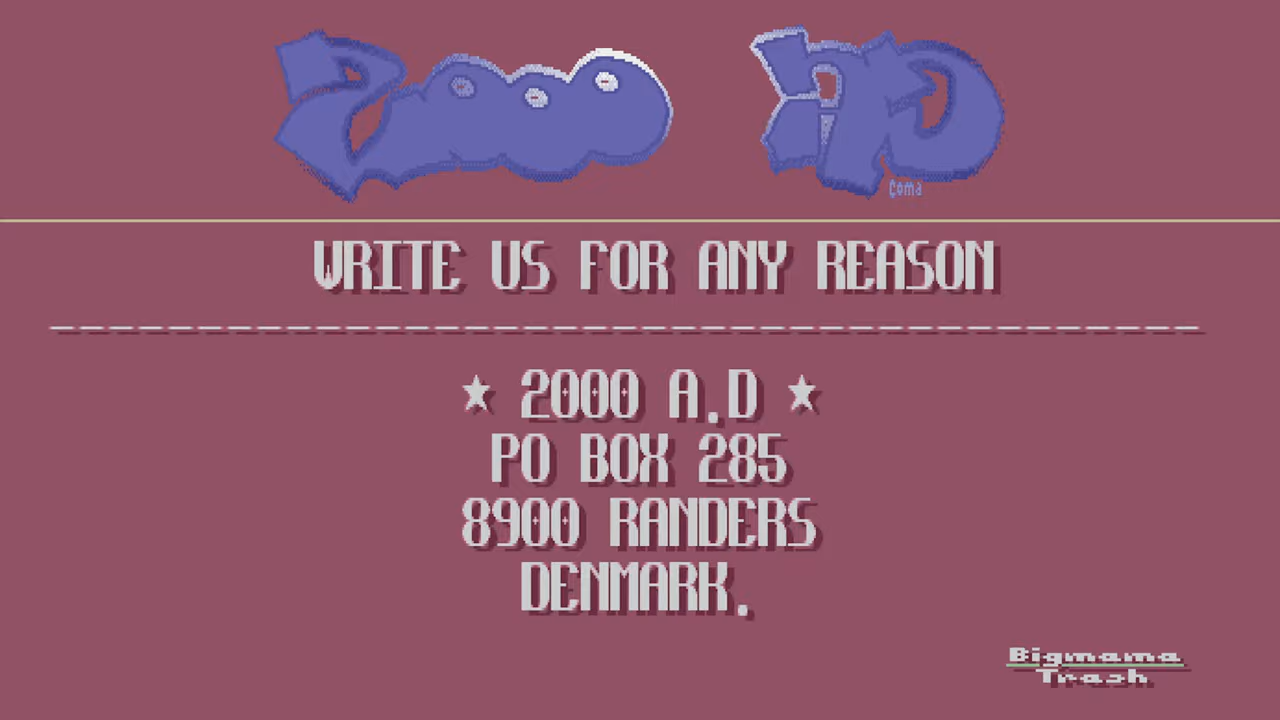 2000 AD
Coma
WRITE US FOR ANY REASON
---------------------------------------
★ 2000 A.D ★
PO BOX 285
8900 RANDERS
DENMARK.
Bigmama
Trash